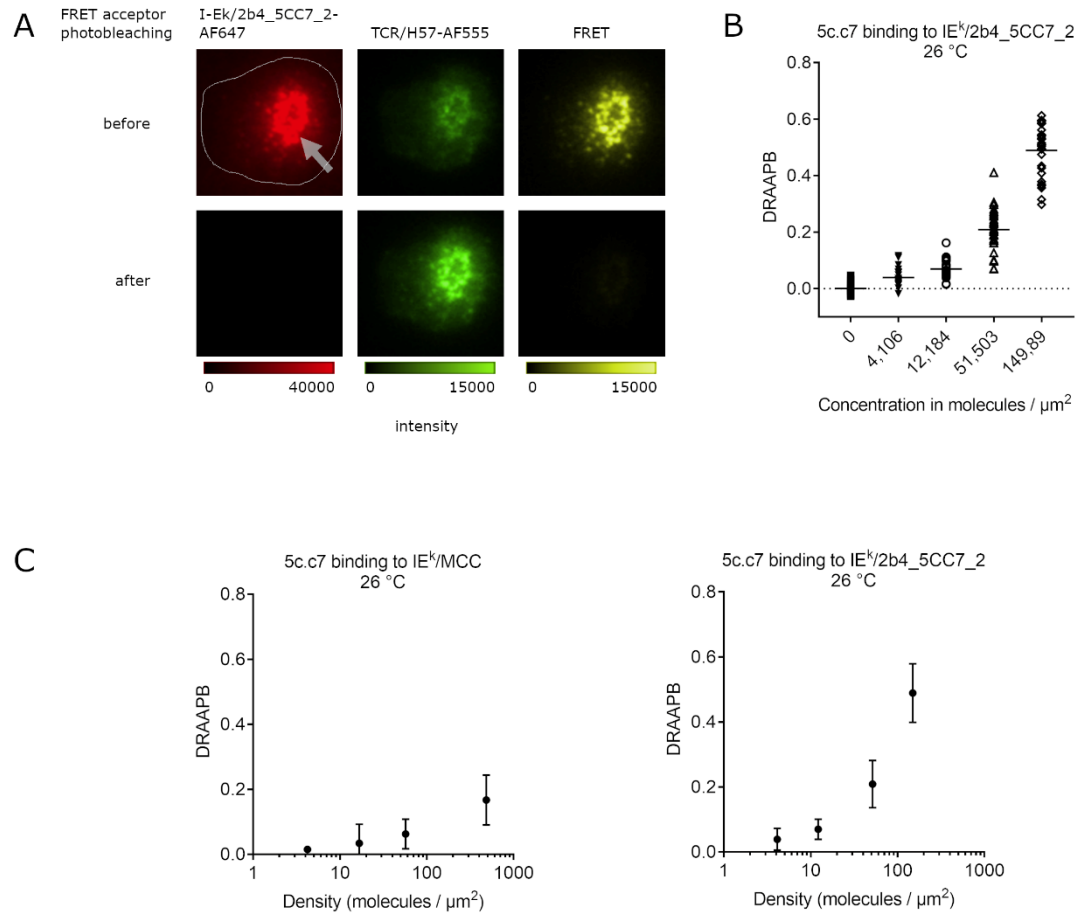 A
FRET acceptor
photobleaching
I-Ek/2b4_5CC7_2-
AF647
TCR/H57-AF555
FRET
before
after
0 40000
0 15000
0 15000
intensity
B
5c.c7 binding to IEᵏ/2b4_5CC7_2
26 °C
DRAAPB
0.8
0.6
0.4
0.2
0.0
0
4,106
12,184
51,503
149,89
Concentration in molecules / µm²
C
5c.c7 binding to IEᵏ/MCC
26 °C
DRAAPB
0.8
0.6
0.4
0.2
0.0
1 10 100 1000
Density (molecules / µm²)
5c.c7 binding to IEᵏ/2b4_5CC7_2
26 °C
DRAAPB
0.8
0.6
0.4
0.2
0.0
1 10 100 1000
Density (molecules / µm²)